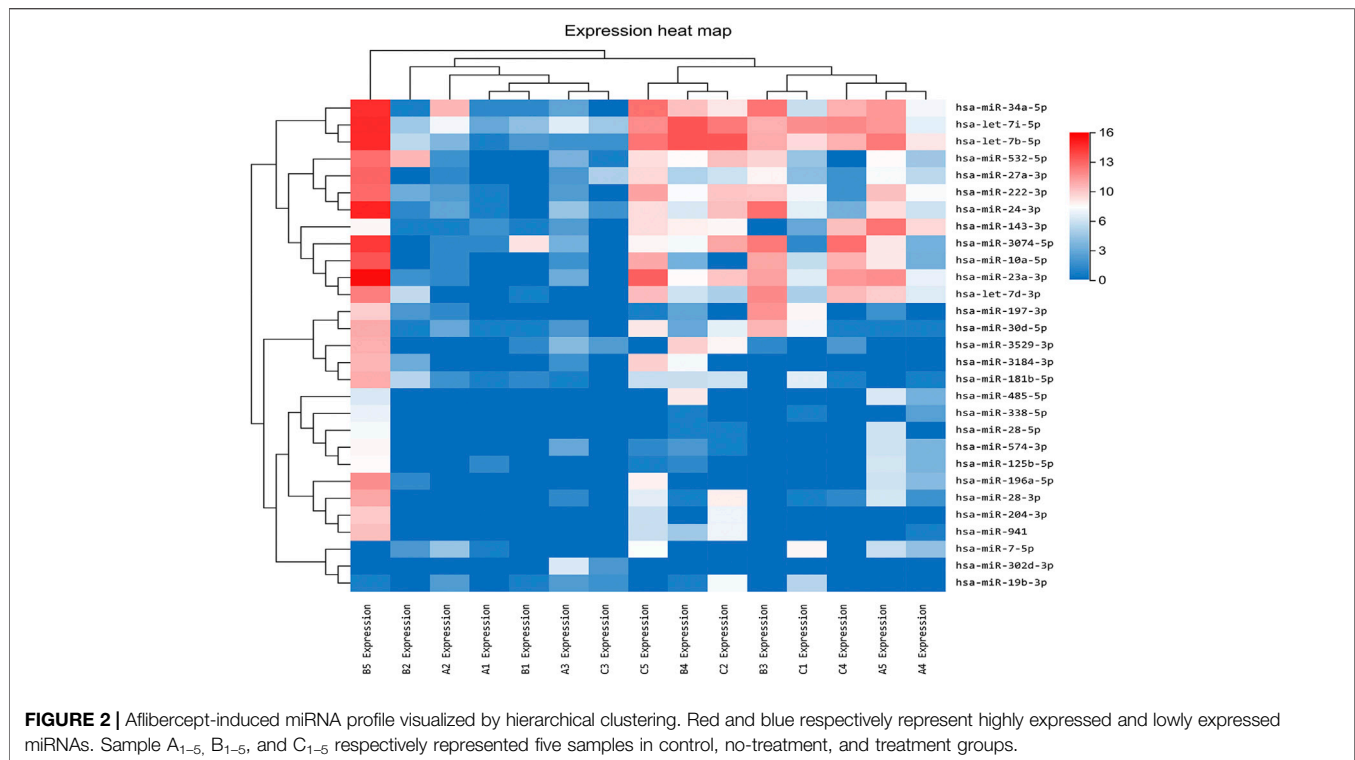 Expression heat map
hsa-miR-34a-5p
hsa-let-7i-5p
hsa-let-7b-5p
hsa-miR-532-5p
hsa-miR-27a-3p
hsa-miR-222-3p
hsa-miR-24-3p
hsa-miR-143-3p
hsa-miR-3074-5p
hsa-miR-10a-5p
hsa-miR-23a-3p
hsa-let-7d-3p
hsa-miR-197-3p
hsa-miR-30d-5p
hsa-miR-3529-3p
hsa-miR-3184-3p
hsa-miR-181b-5p
hsa-miR-485-5p
hsa-miR-338-5p
hsa-miR-28-5p
hsa-miR-574-3p
hsa-miR-125b-5p
hsa-miR-196a-5p
hsa-miR-28-3p
hsa-miR-204-3p
hsa-miR-941
hsa-miR-7-5p
hsa-miR-302d-3p
hsa-miR-19b-3p
16
13
10
6
3
0
B5 Expression
B2 Expression
A2 Expression
A1 Expression
B1 Expression
A3 Expression
C3 Expression
C5 Expression
B4 Expression
C2 Expression
B3 Expression
C1 Expression
C4 Expression
A5 Expression
A4 Expression
FIGURE 2 | Aflibercept-induced miRNA profile visualized by hierarchical clustering. Red and blue respectively represent highly expressed and lowly expressed
miRNAs. Sample A1–5, B1–5, and C1–5 respectively represented five samples in control, no-treatment, and treatment groups.